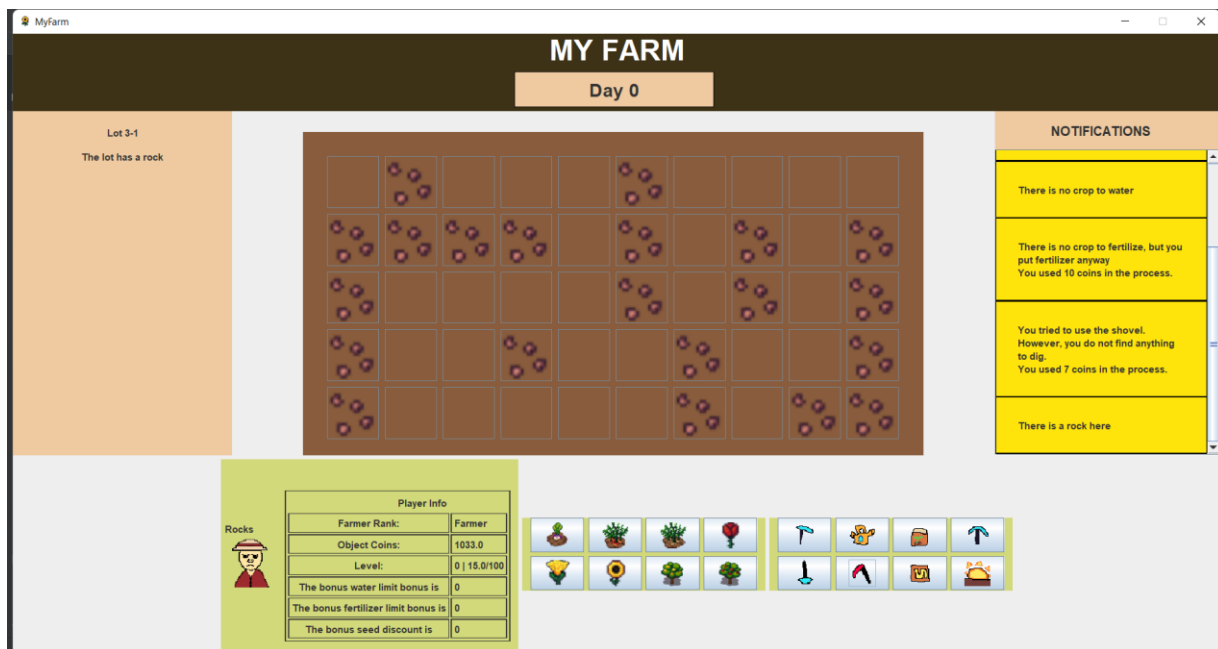 MyFarm
MY FARM
Day 0
Lot 3-1
The lot has a rock
NOTIFICATIONS
There is no crop to water
There is no crop to fertilize, but you
put fertilizer anyway
You used 10 coins in the process.
You tried to use the shovel.
However, you do not find anything
to dig.
You used 7 coins in the process.
There is a rock here
Rocks
Player Info
Farmer Rank: Farmer
Object Coins: 1033.0
Level: 0 | 15.0/100
The bonus water limit bonus is 0
The bonus fertilizer limit bonus is 0
The bonus seed discount is 0